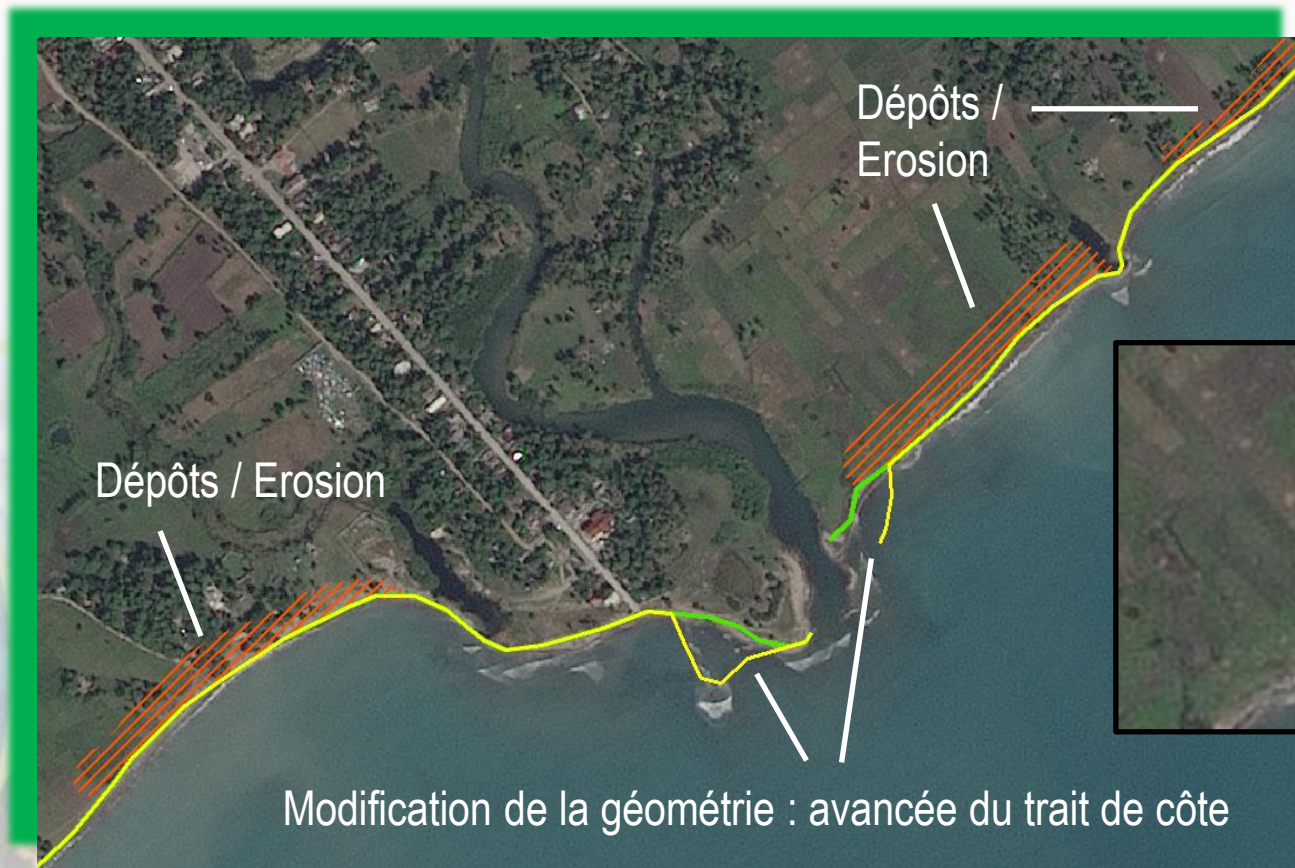 Dépôts /
Erosion
Dépôts / Erosion
Modification de la géométrie : avancée du trait de côte